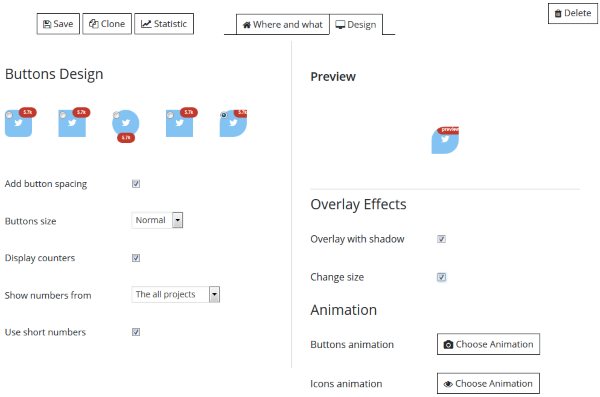 Save
Clone
Statistic
Where and what
Design
Delete
Buttons Design
5.7k
5.7k
5.7k
5.7k
5.7k
Add button spacing
Buttons size
Normal
Display counters
Show numbers from
The all projects
Use short numbers
Preview
preview
Overlay Effects
Overlay with shadow
Change size
Animation
Buttons animation
Choose Animation
Icons animation
Choose Animation